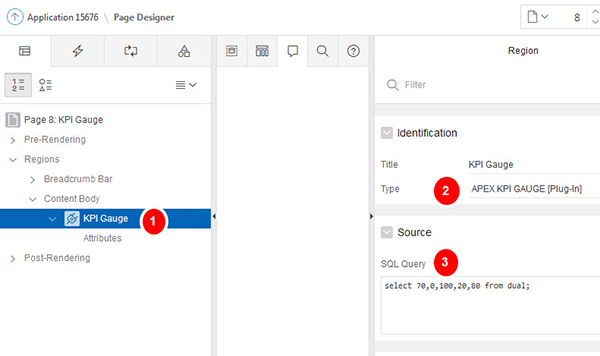 Application 15676 \ Page Designer
8
Region
Filter
Page 8: KPI Gauge
Pre-Rendering
Regions
Breadcrumb Bar
Content Body
KPI Gauge 1
Attributes
Post-Rendering
Identification
Title KPI Gauge
Type 2 APEX KPI GAUGE [Plug-In]
Source
SQL Query 3
select 70,0,100,20,80 from dual;